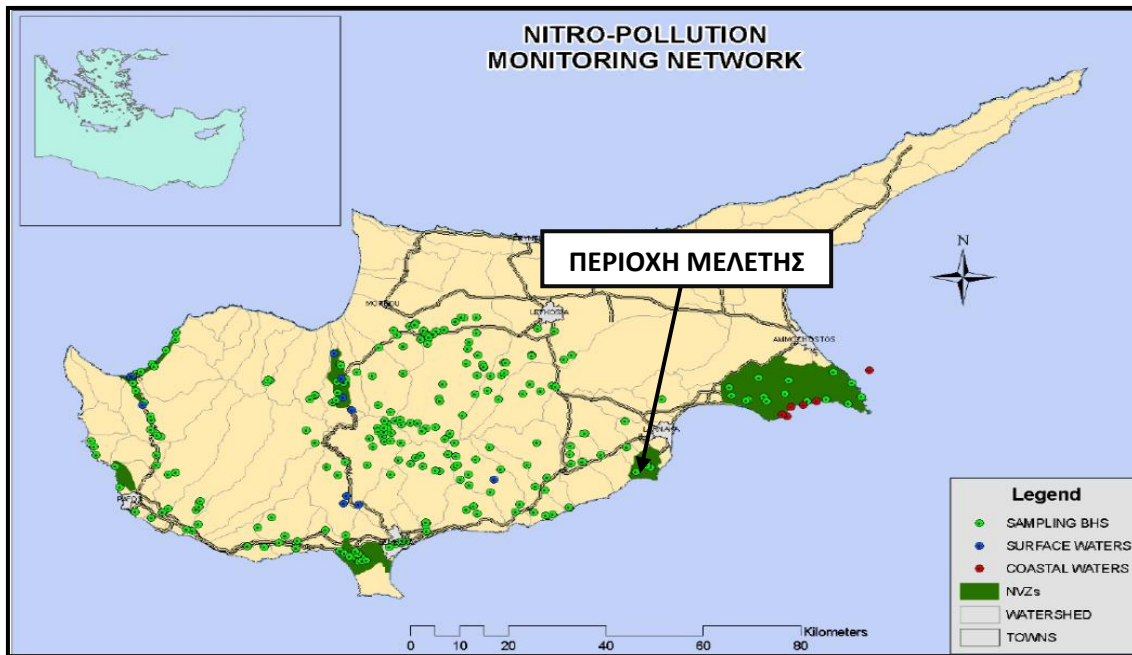 NITRO-POLLUTION
MONITORING NETWORK
ΠΕΡΙΟΧΗ ΜΕΛΕΤΗΣ
N
LEFKOSIA
AMMOCHOSTOS
LARNAKA
PAFOS
Legend
SAMPLING BHS
SURFACE WATERS
COASTAL WATERS
NVZs
WATERSHED
TOWNS
Kilometers
0 10 20 40 60 80